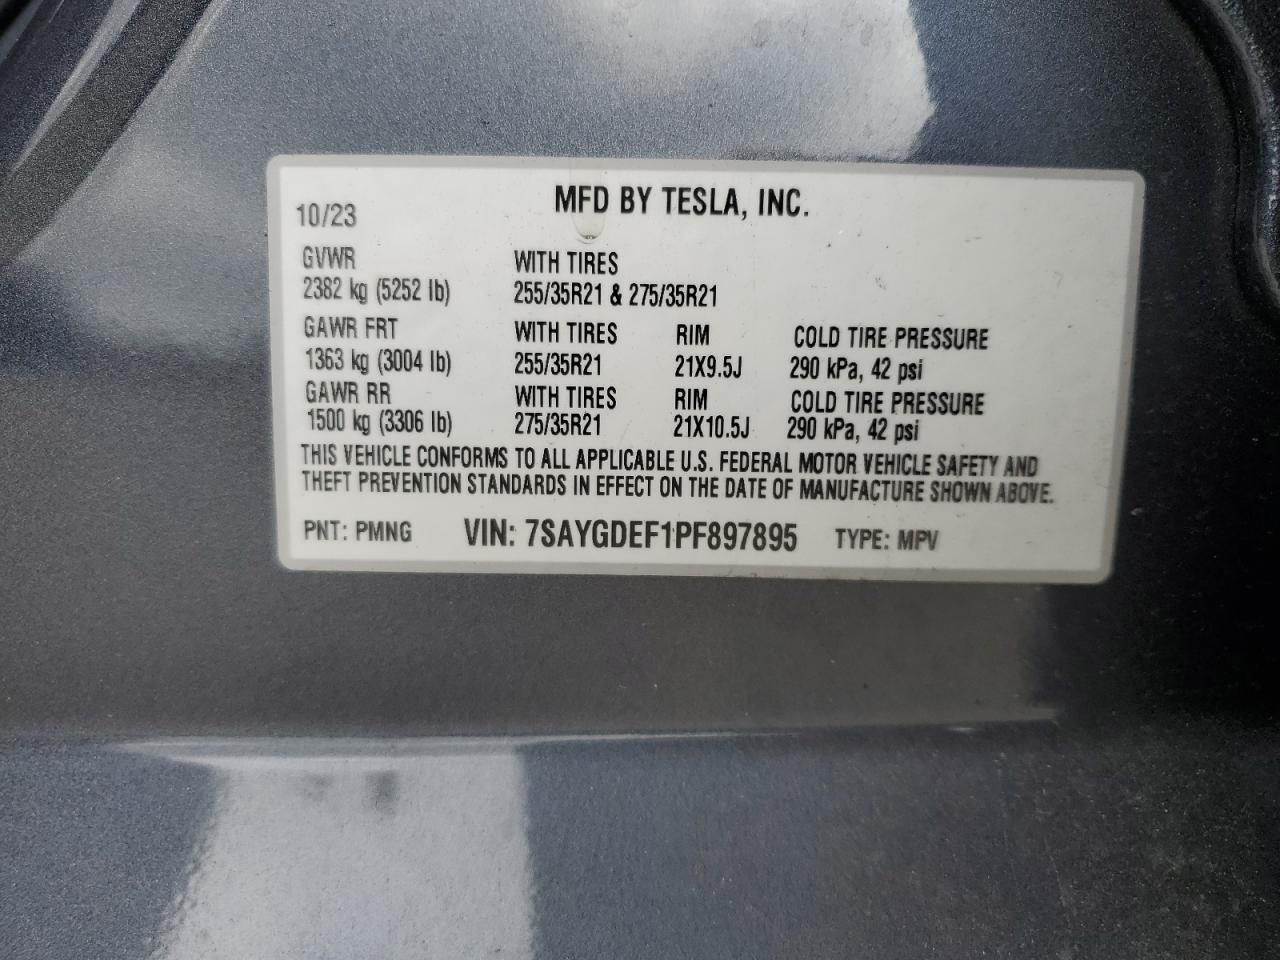 MFD BY TESLA, INC.
10/23
GVWR WITH TIRES
2382 kg (5252 lb) 255/35R21 & 275/35R21
GAWR FRT WITH TIRES RIM COLD TIRE PRESSURE
1363 kg (3004 lb) 255/35R21 21X9.5J 290 kPa, 42 psi
GAWR RR WITH TIRES RIM COLD TIRE PRESSURE
1500 kg (3306 lb) 275/35R21 21X10.5J 290 kPa, 42 psi
THIS VEHICLE CONFORMS TO ALL APPLICABLE U.S. FEDERAL MOTOR VEHICLE SAFETY AND
THEFT PREVENTION STANDARDS IN EFFECT ON THE DATE OF MANUFACTURE SHOWN ABOVE.
PNT: PMNG VIN: 7SAYGDEF1PF897895 TYPE: MPV